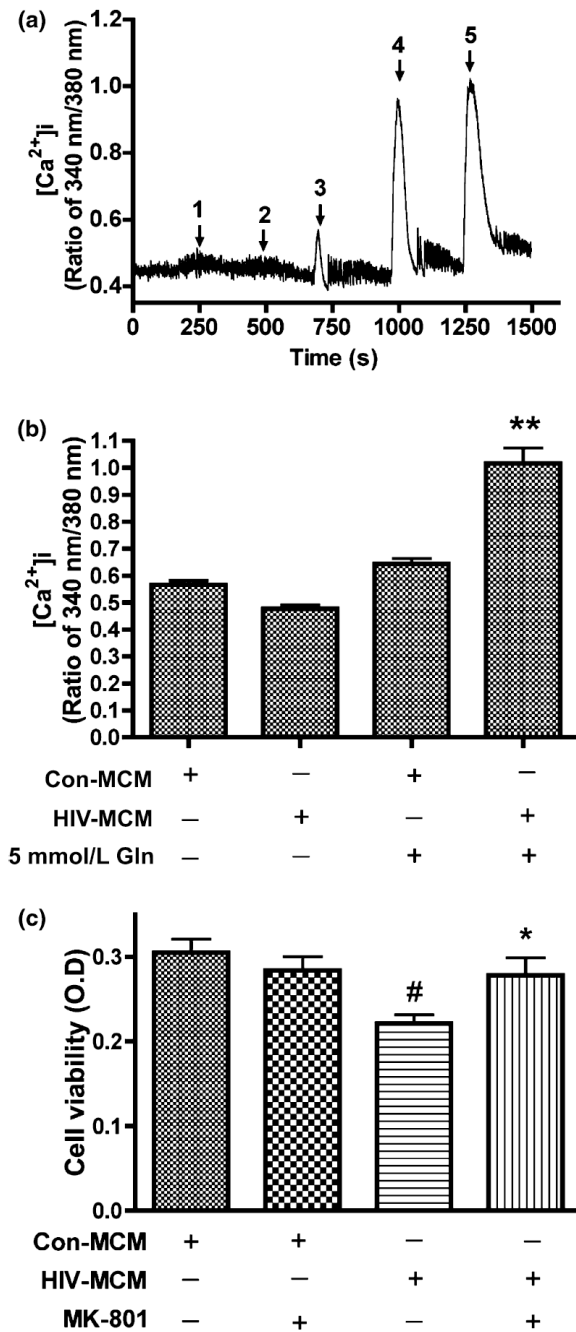 (a)
[Ca2+]i
(Ratio of 340 nm/380 nm)
1.2
1.0
0.8
0.6
0.4
1
2
3
4
5
0 250 500 750 1000 1250 1500
Time (s)
(b)
[Ca2+]i
(Ratio of 340 nm/380 nm)
1.1
1.0
0.9
0.8
0.7
0.6
0.5
0.4
0.3
0.2
0.1
0.0
**
Con-MCM + – + –
HIV-MCM – + – +
5 mmol/L Gln – – + +
(c)
Cell viability (O.D)
0.3
0.2
0.1
0.0
#
*
Con-MCM + + – –
HIV-MCM – – + +
MK-801 – + – +